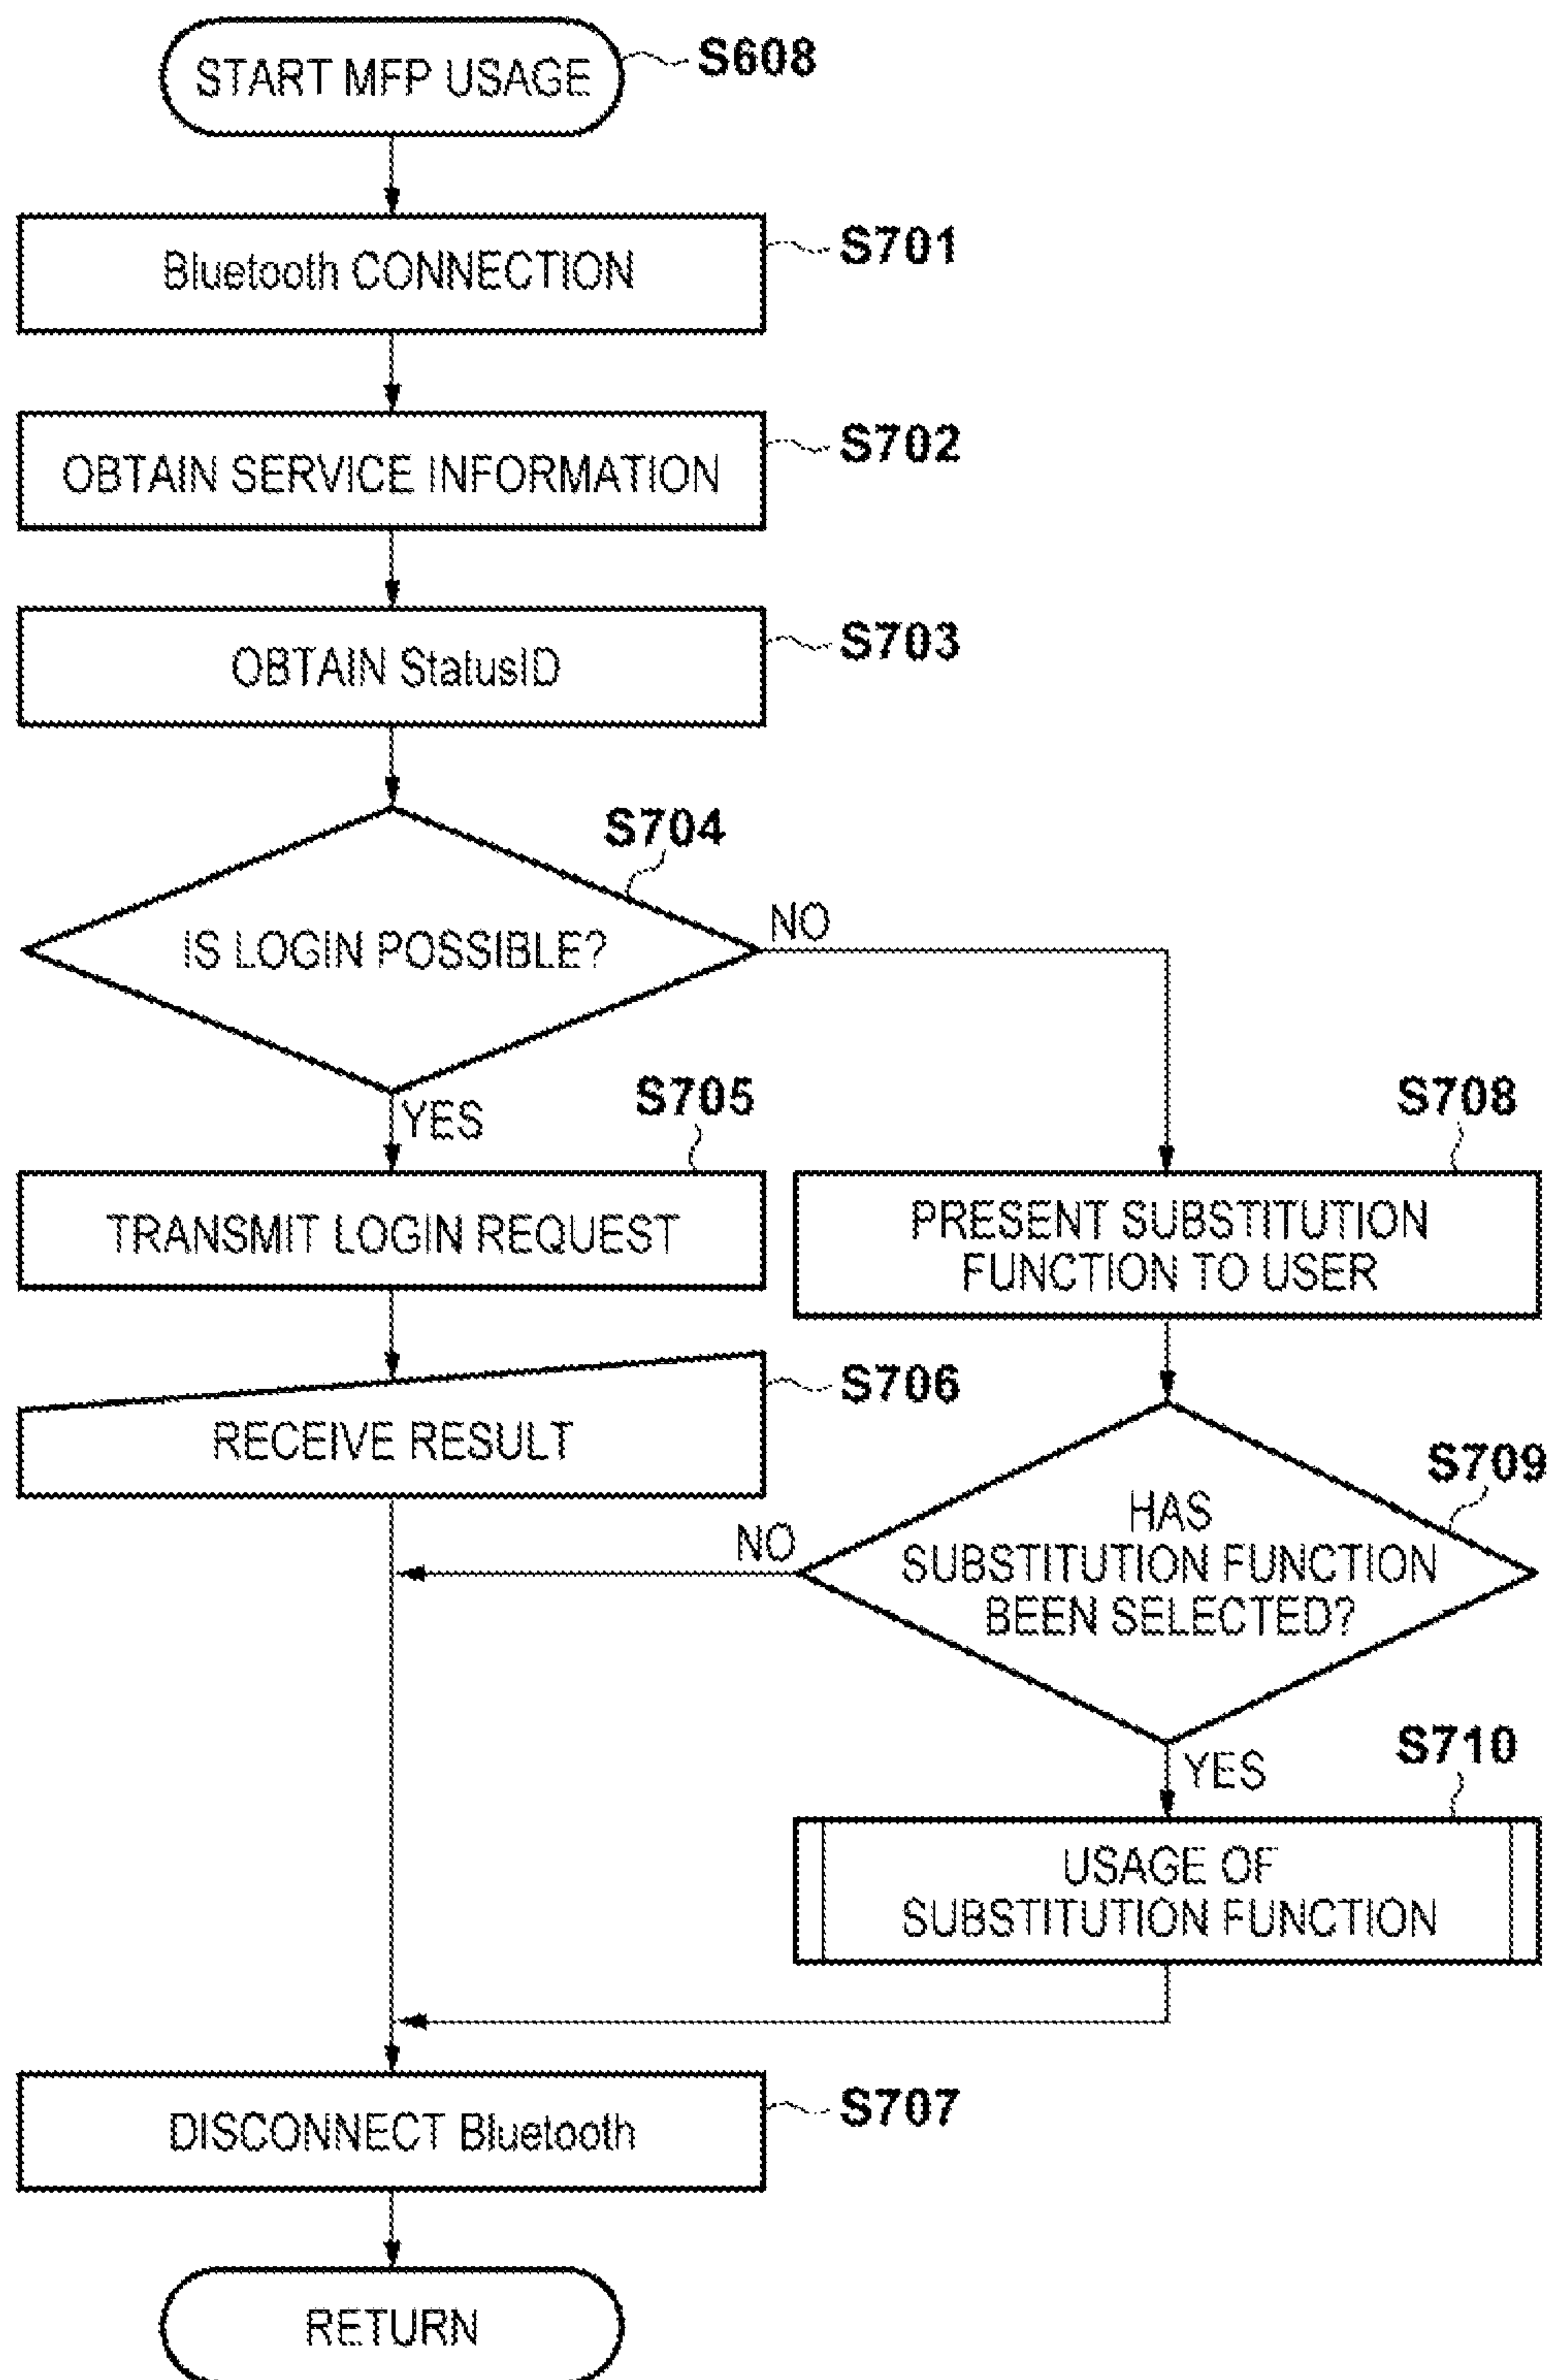 START MFP USAGE
S608
Bluetooth CONNECTION
S701
OBTAIN SERVICE INFORMATION
S702
OBTAIN StatusID
S703
S704
IS LOGIN POSSIBLE?
NO
YES
S705
TRANSMIT LOGIN REQUEST
S708
PRESENT SUBSTITUTION
FUNCTION TO USER
S706
RECEIVE RESULT
S709
HAS
SUBSTITUTION FUNCTION
BEEN SELECTED?
NO
YES
S710
USAGE OF
SUBSTITUTION FUNCTION
DISCONNECT Bluetooth
S707
RETURN